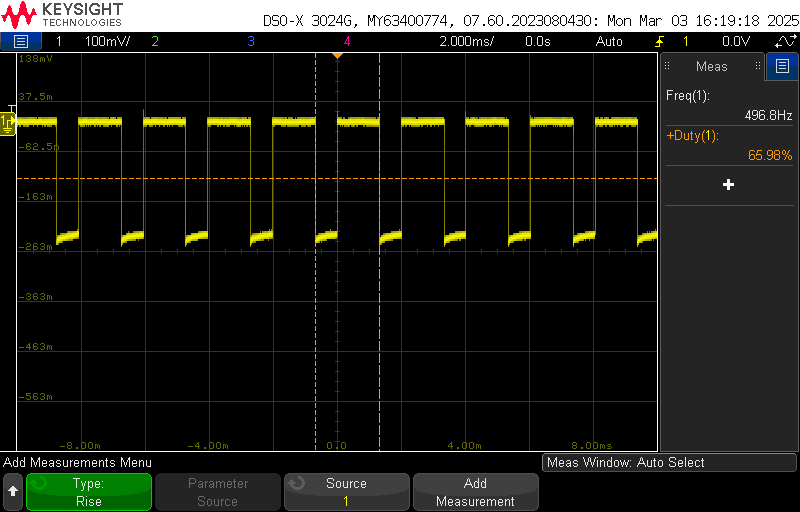 KEYSIGHT
TECHNOLOGIES
DSO-X 3024G, MY63400774, 07.60.2023080430: Mon Mar 03 16:19:18 2025
1 100mV/ 2 3 4 2.000ms/ 0.0s Auto 1 0.0V
138mV
37.5m
-62.5m
-163m
-263m
-363m
-463m
-563m
-8.00m -4.00m 0.0 4.00m 8.00ms
T
1
Meas
Freq(1):
496.8Hz
+Duty(1):
65.98%
Add Measurements Menu
Meas Window: Auto Select
Type:
Rise
Parameter
Source
Source
1
Add
Measurement